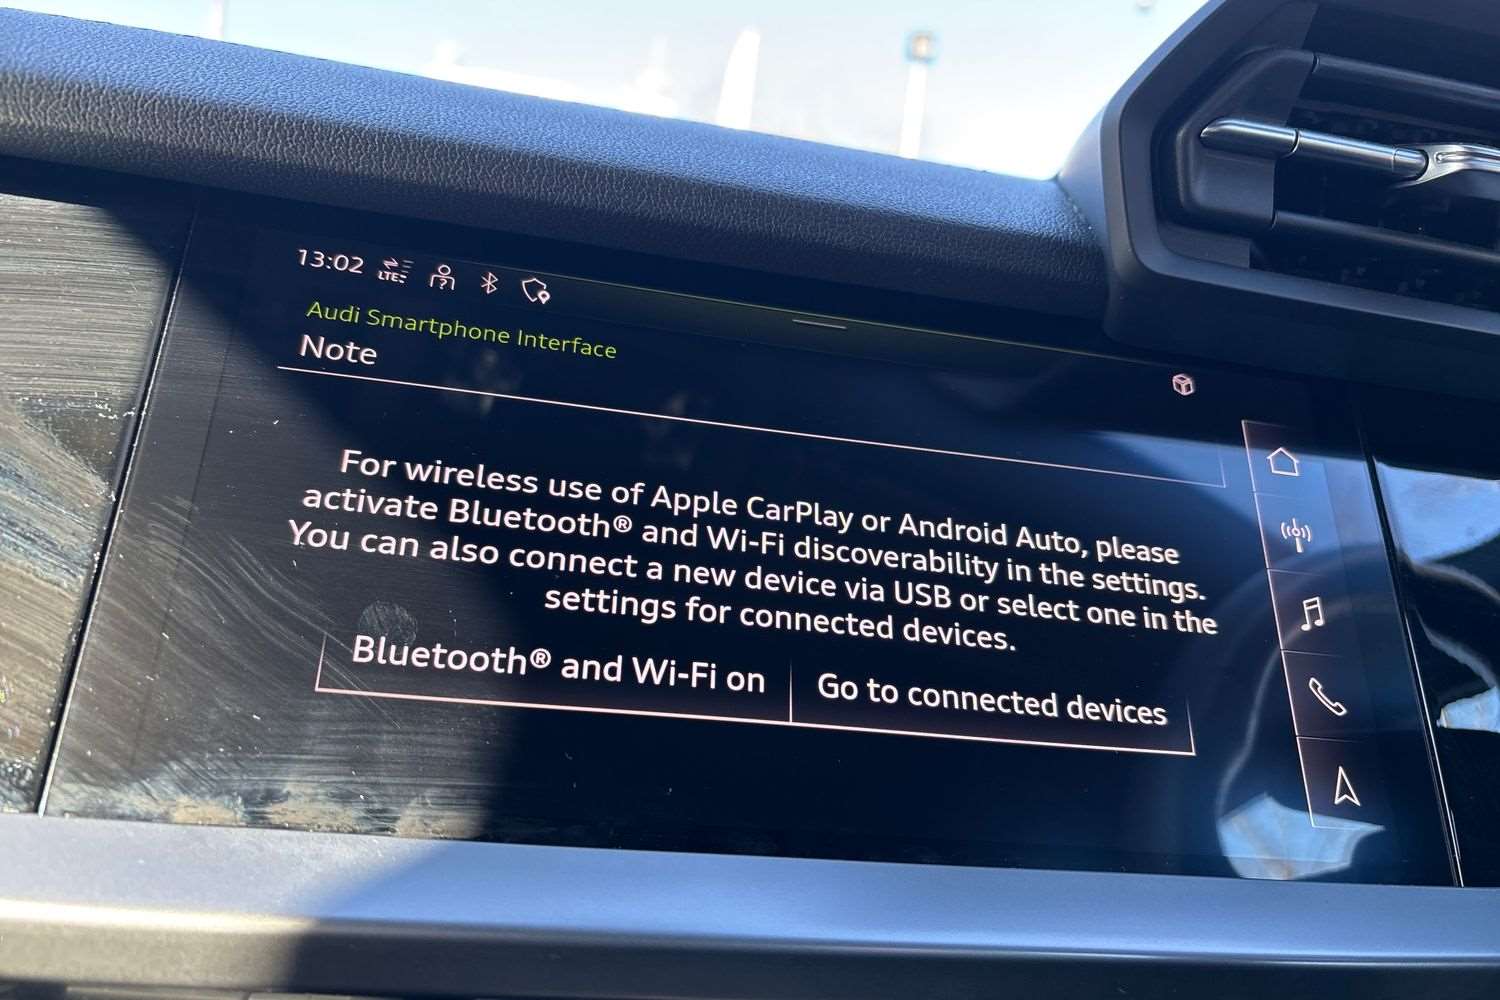 13:02 LTE
Audi Smartphone Interface
Note
For wireless use of Apple CarPlay or Android Auto, please
activate Bluetooth® and Wi-Fi discoverability in the settings.
You can also connect a new device via USB or select one in the
settings for connected devices.
Bluetooth® and Wi-Fi on
Go to connected devices